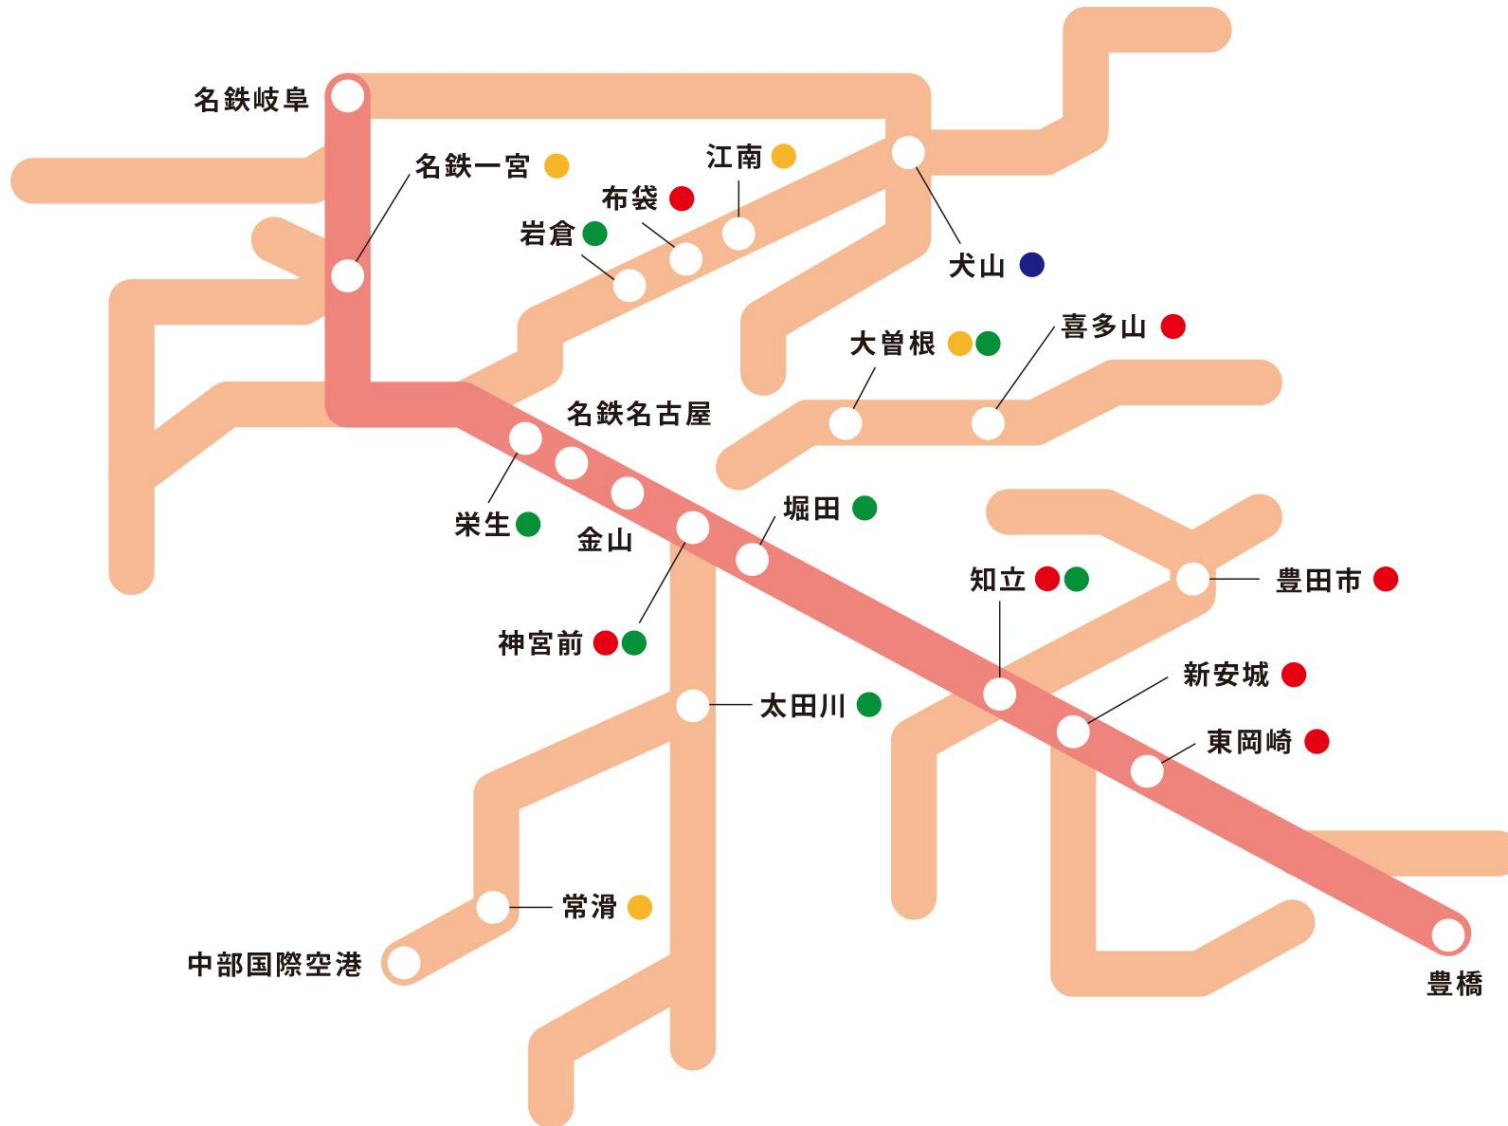 名鉄岐阜
名鉄一宮
江南
布袋
岩倉
犬山
喜多山
大曽根
名鉄名古屋
栄生
金山
堀田
神宮前
知立
豊田市
新安城
太田川
東岡崎
常滑
中部国際空港
豊橋